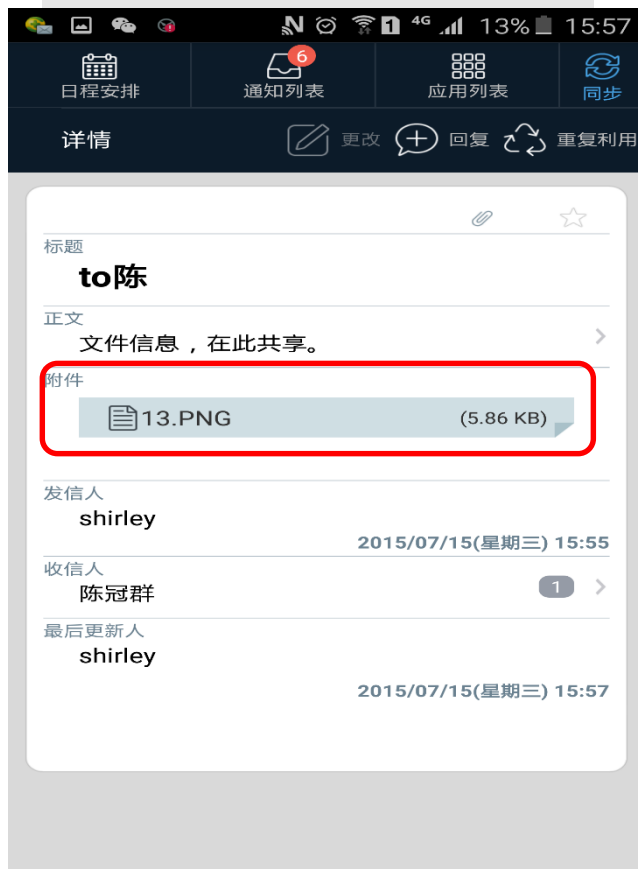 1 4G 13% 15:57
6
日程安排 通知列表 应用列表 同步
详情 更改 回复 重复利用
标题
to陈
正文
文件信息，在此共享。
附件
13.PNG (5.86 KB)
发信人
shirley
2015/07/15(星期三) 15:55
收信人
陈冠群 1
最后更新人
shirley
2015/07/15(星期三) 15:57